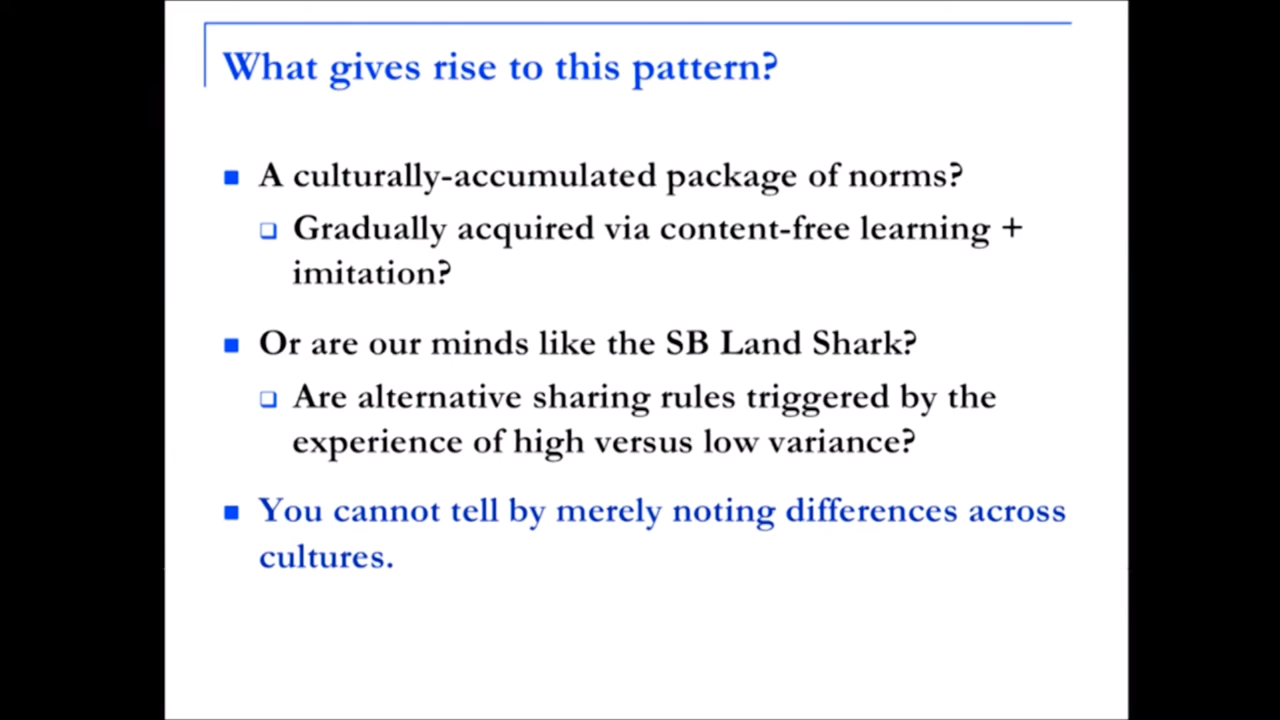 What gives rise to this pattern?
A culturally-accumulated package of norms?
Gradually acquired via content-free learning +
imitation?
Or are our minds like the SB Land Shark?
Are alternative sharing rules triggered by the
experience of high versus low variance?
You cannot tell by merely noting differences across
cultures.